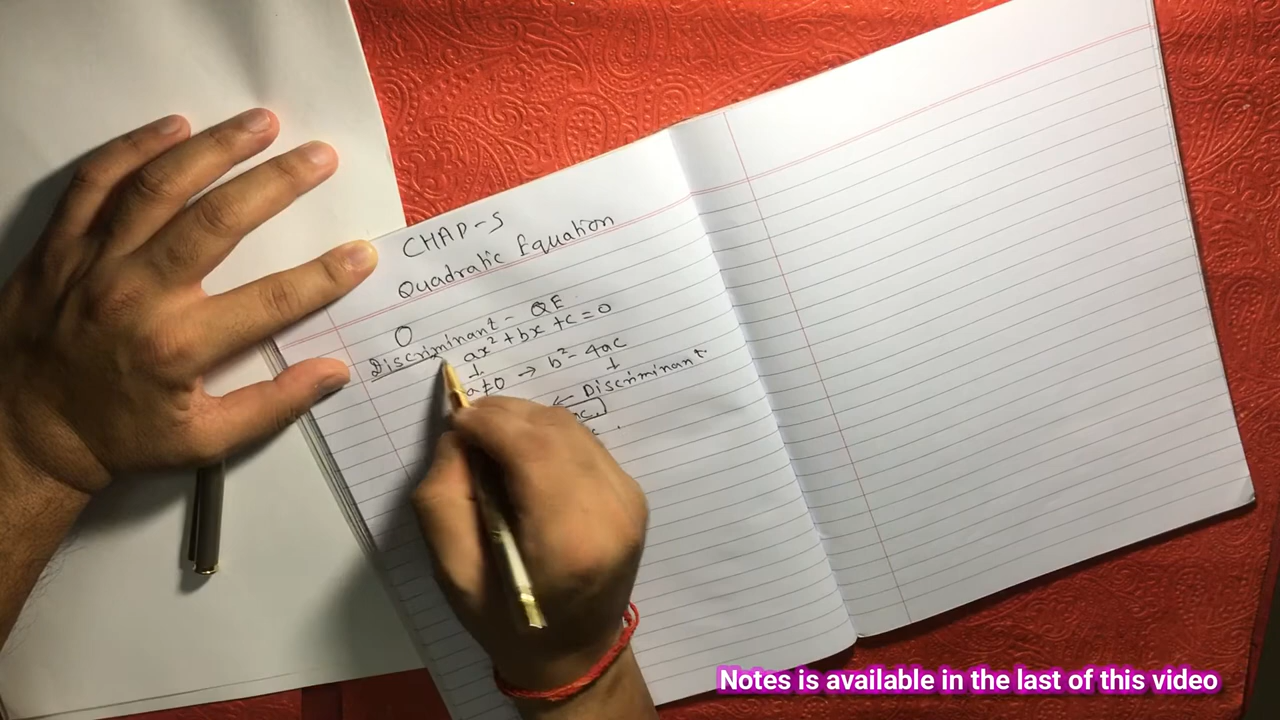 CHAP-5
Quadratic Equation
Discriminant - QE
ax² + bx + c = 0
↓
a≠0 → b² - 4ac
↓
← Discriminant
Notes is available in the last of this video